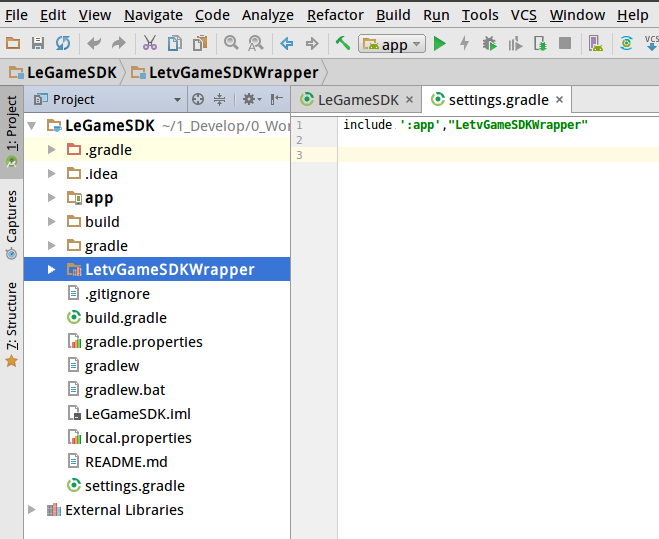 File Edit View Navigate Code Analyze Refactor Build Run Tools VCS Window Help
app VCS
LeGameSDK LetvGameSDKWrapper
1: Project
Captures
7: Structure
Project
LeGameSDK settings.gradle
LeGameSDK ~/1_Develop/0_Wor
.gradle
.idea
app
build
gradle
LetvGameSDKWrapper
.gitignore
build.gradle
gradle.properties
gradlew
gradlew.bat
LeGameSDK.iml
local.properties
README.md
settings.gradle
External Libraries
1 include ':app',"LetvGameSDKWrapper"
2
3